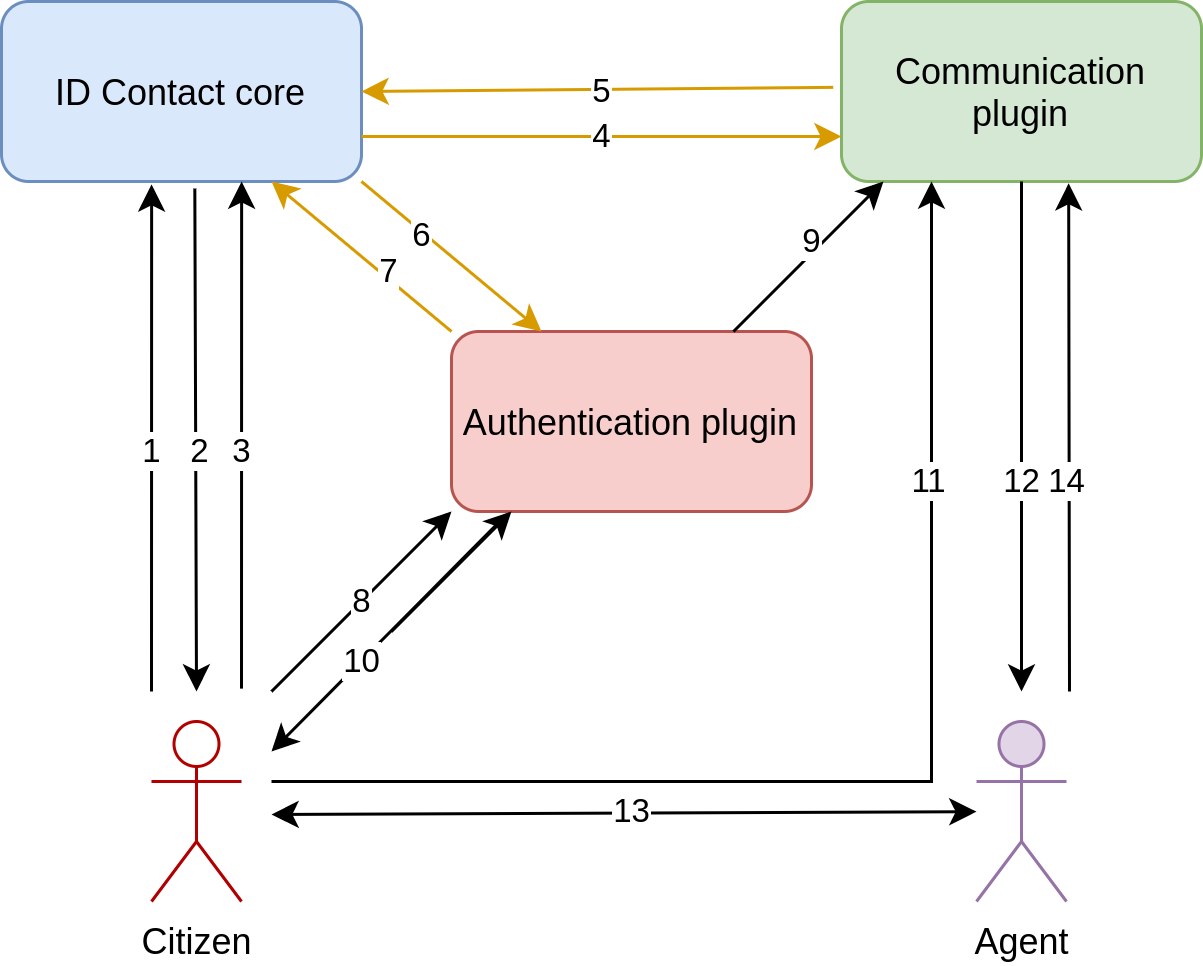 ID Contact core
Communication
plugin
5
4
6
7
9
Authentication plugin
1
2
3
11
12
14
8
10
13
Citizen
Agent